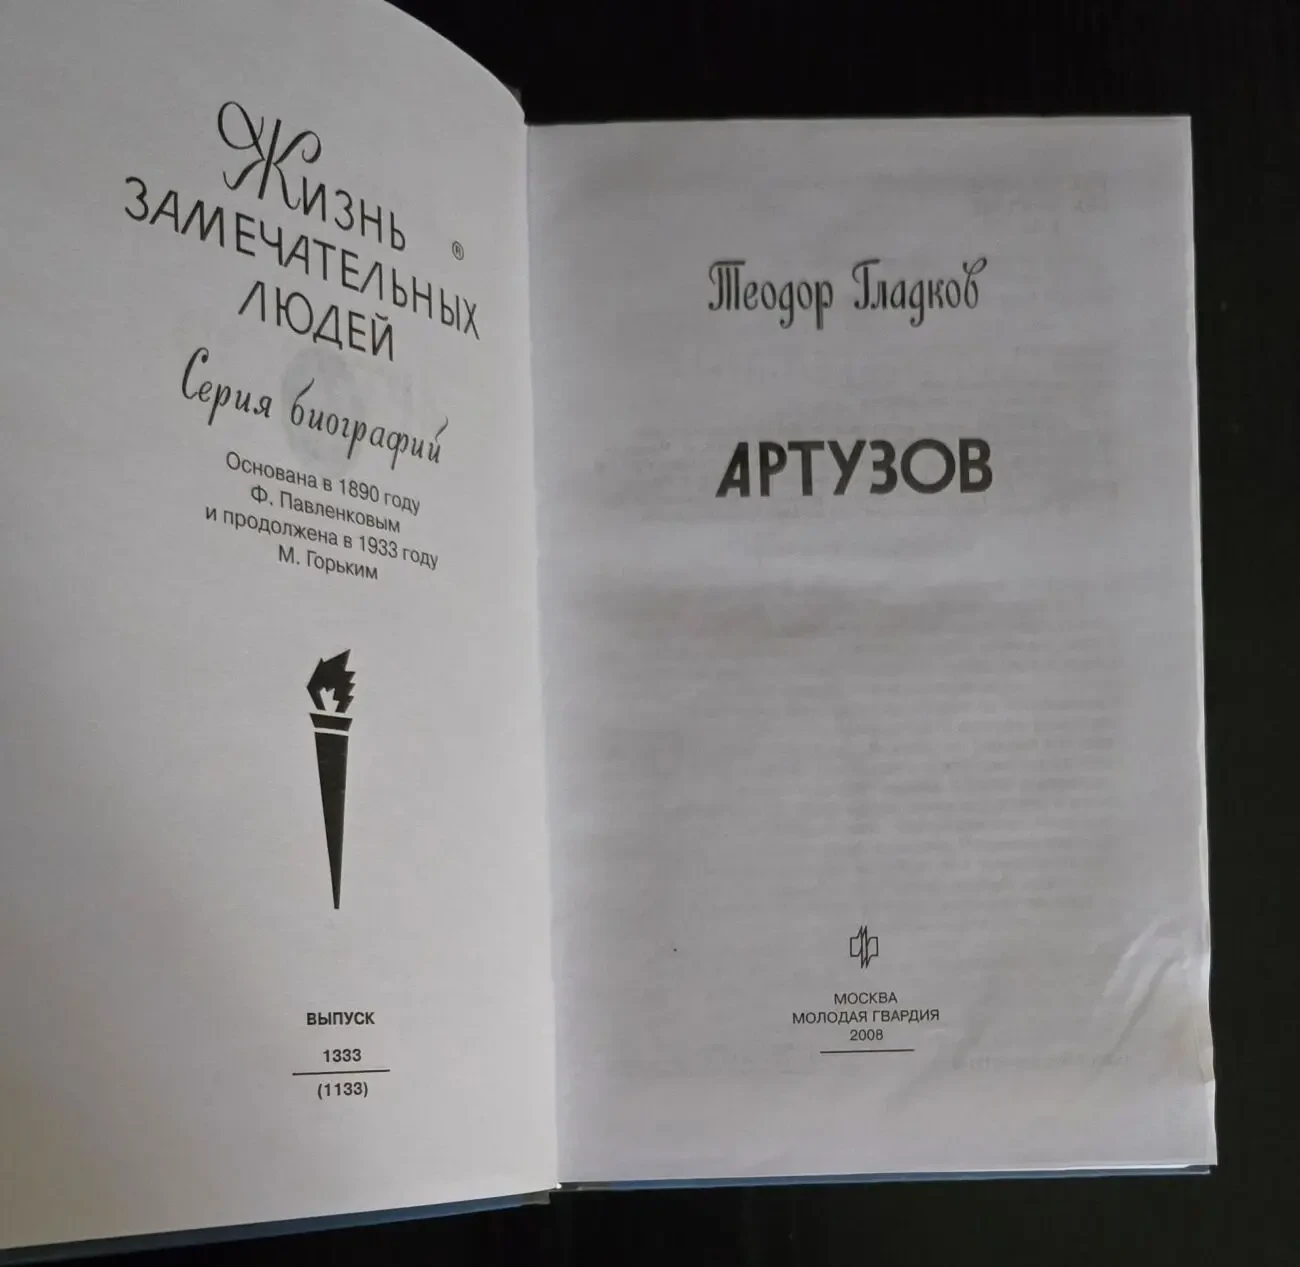 Жизнь ®
ЗАМЕЧАТЕЛЬНЫХ
ЛЮДЕЙ
Серия биографий
Основана в 1890 году
Ф. Павленковым
и продолжена в 1933 году
М. Горьким
ВЫПУСК
1333
(1133)
Теодор Гладков
АРТУЗОВ
МОСКВА
МОЛОДАЯ ГВАРДИЯ
2008